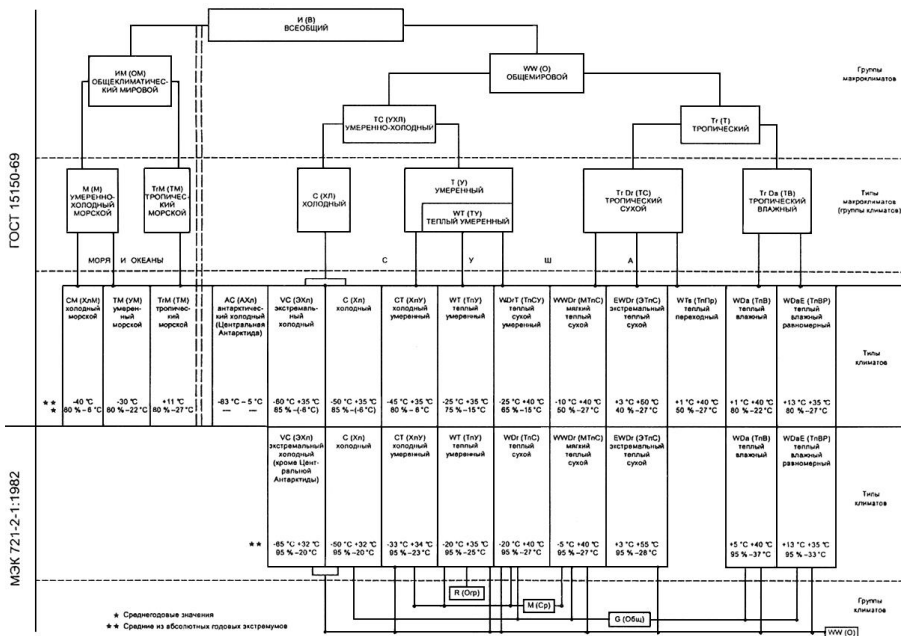 И (В)
ВСЕОБЩИЙ
ИМ (ОМ)
ОБЩЕКЛИМАТИЧЕС-
КИЙ МИРОВОЙ
WW (О)
ОБЩЕМИРОВОЙ
Группы
макроклиматов
ТС (УХЛ)
УМЕРЕННО-ХОЛОДНЫЙ
Tr (Т)
ТРОПИЧЕСКИЙ
ГОСТ 15150-69
М (М)
УМЕРЕННО-
ХОЛОДНЫЙ
МОРСКОЙ
TrM (ТМ)
ТРОПИЧЕС-
КИЙ
МОРСКОЙ
С (ХЛ)
ХОЛОДНЫЙ
Т (У)
УМЕРЕННЫЙ
WT (ТУ)
ТЕПЛЫЙ УМЕРЕННЫЙ
Tr Dr (ТС)
ТРОПИЧЕСКИЙ
СУХОЙ
Tr Da (ТВ)
ТРОПИЧЕСКИЙ
ВЛАЖНЫЙ
Типы
макроклиматов
(группы климатов)
МОРЯ И ОКЕАНЫ
С У Ш А
СМ (ХлМ)
холодный
морской
ТМ (УМ)
умерен-
ный
морской
TrM (ТМ)
тропичес-
кий
морской
АС (АХл)
антарктичес-
кий холодный
(Центральная
Антарктида)
VC (ЭХл)
экстремаль-
ный
холодный
С (Хл)
холодный
СТ (ХлУ)
холодный
умеренный
WT (ТпУ)
теплый
умеренный
WDrT (ТпСУ)
теплый
сухой
умеренный
WWDr (МТпС)
мягкий
теплый
сухой
EWDr (ЭТпС)
экстремальный
теплый
сухой
WTs (ТпПр)
теплый
переходный
WDa (ТпВ)
теплый
влажный
WDaE (ТпВР)
теплый
влажный
равномерный
Типы
климатов
★★ -40 °С -30 °С +11 °С -83 °С – 5 °С -60 °С +35 °С -50 °С +35 °С -45 °С +35 °С -25 °С +35 °С -25 °С +40 °С -10 °С +40 °С +3 °С +50 °С +1 °С +40 °С +1 °С +40 °С +13 °С +35 °С
★ 80 % –6 °С 80 % –22 °С 80 % –27 °С --- --- 85 % –(-6°С) 85 % –(-6°С) 80 % – 6 °С 75 % –15 °С 65 % –15 °С 50 % –27 °С 40 % –27 °С 50 % –27 °С 80 % –22 °С 80 % –27 °С
МЭК 721-2-1:1982
VC (ЭХл)
экстремальный
холодный
(кроме Цент-
ральной
Антарктиды)
С (Хл)
холодный
СТ (ХлУ)
холодный
умеренный
WT (ТпУ)
теплый
умеренный
WDr (ТпС)
теплый
сухой
WWDr (МТпС)
мягкий
теплый
сухой
EWDr (ЭТпС)
экстремальный
теплый
сухой
WDa (ТпВ)
теплый
влажный
WDaE (ТпВР)
теплый влажный
равномерный
Типы
климатов
★★ -65 °С +32 °С -50 °С +32 °С -33 °С +34 °С -20 °С +35 °С -20 °С +40 °С -5 °С +40 °С +3 °С +55 °С +5 °С +40 °С +13 °С +35 °С
95 % –20 °С 95 % –20 °С 95 % –23 °С 95 % –25 °С 95 % –27 °С 95 % –27 °С 95 % –28 °С 95 % –37 °С 95 % –33 °С
R (Огр)
М (Ср)
G (Общ)
WW (О)
Группы
климатов
★ Среднегодовые значения
★★ Средние из абсолютных годовых экстремумов